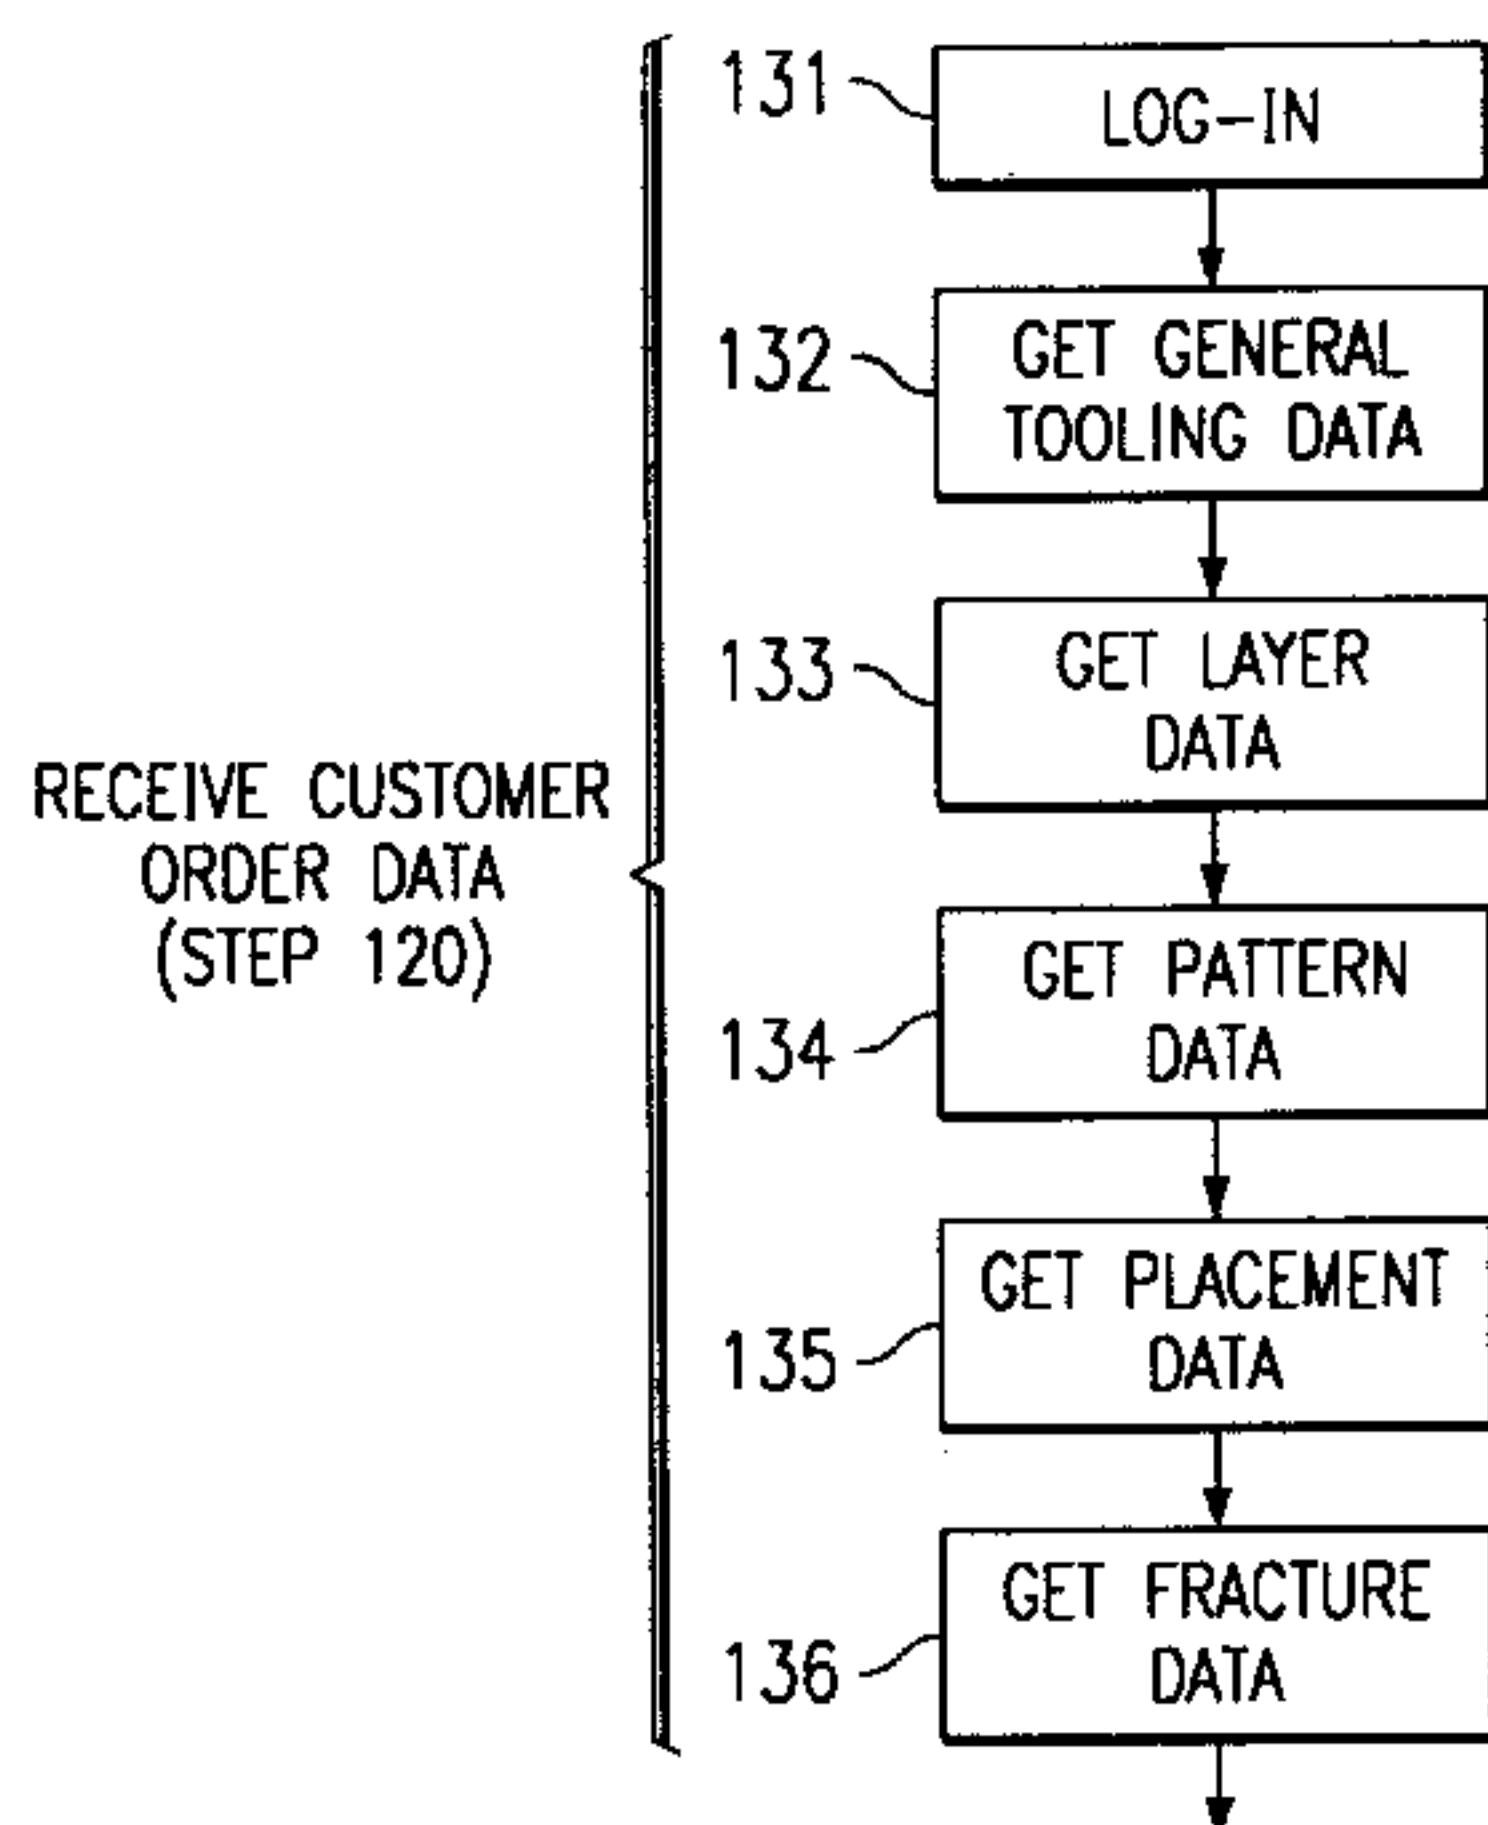 131
LOG-IN
132
GET GENERAL
TOOLING DATA
133
GET LAYER
DATA
RECEIVE CUSTOMER
ORDER DATA
(STEP 120)
134
GET PATTERN
DATA
135
GET PLACEMENT
DATA
136
GET FRACTURE
DATA